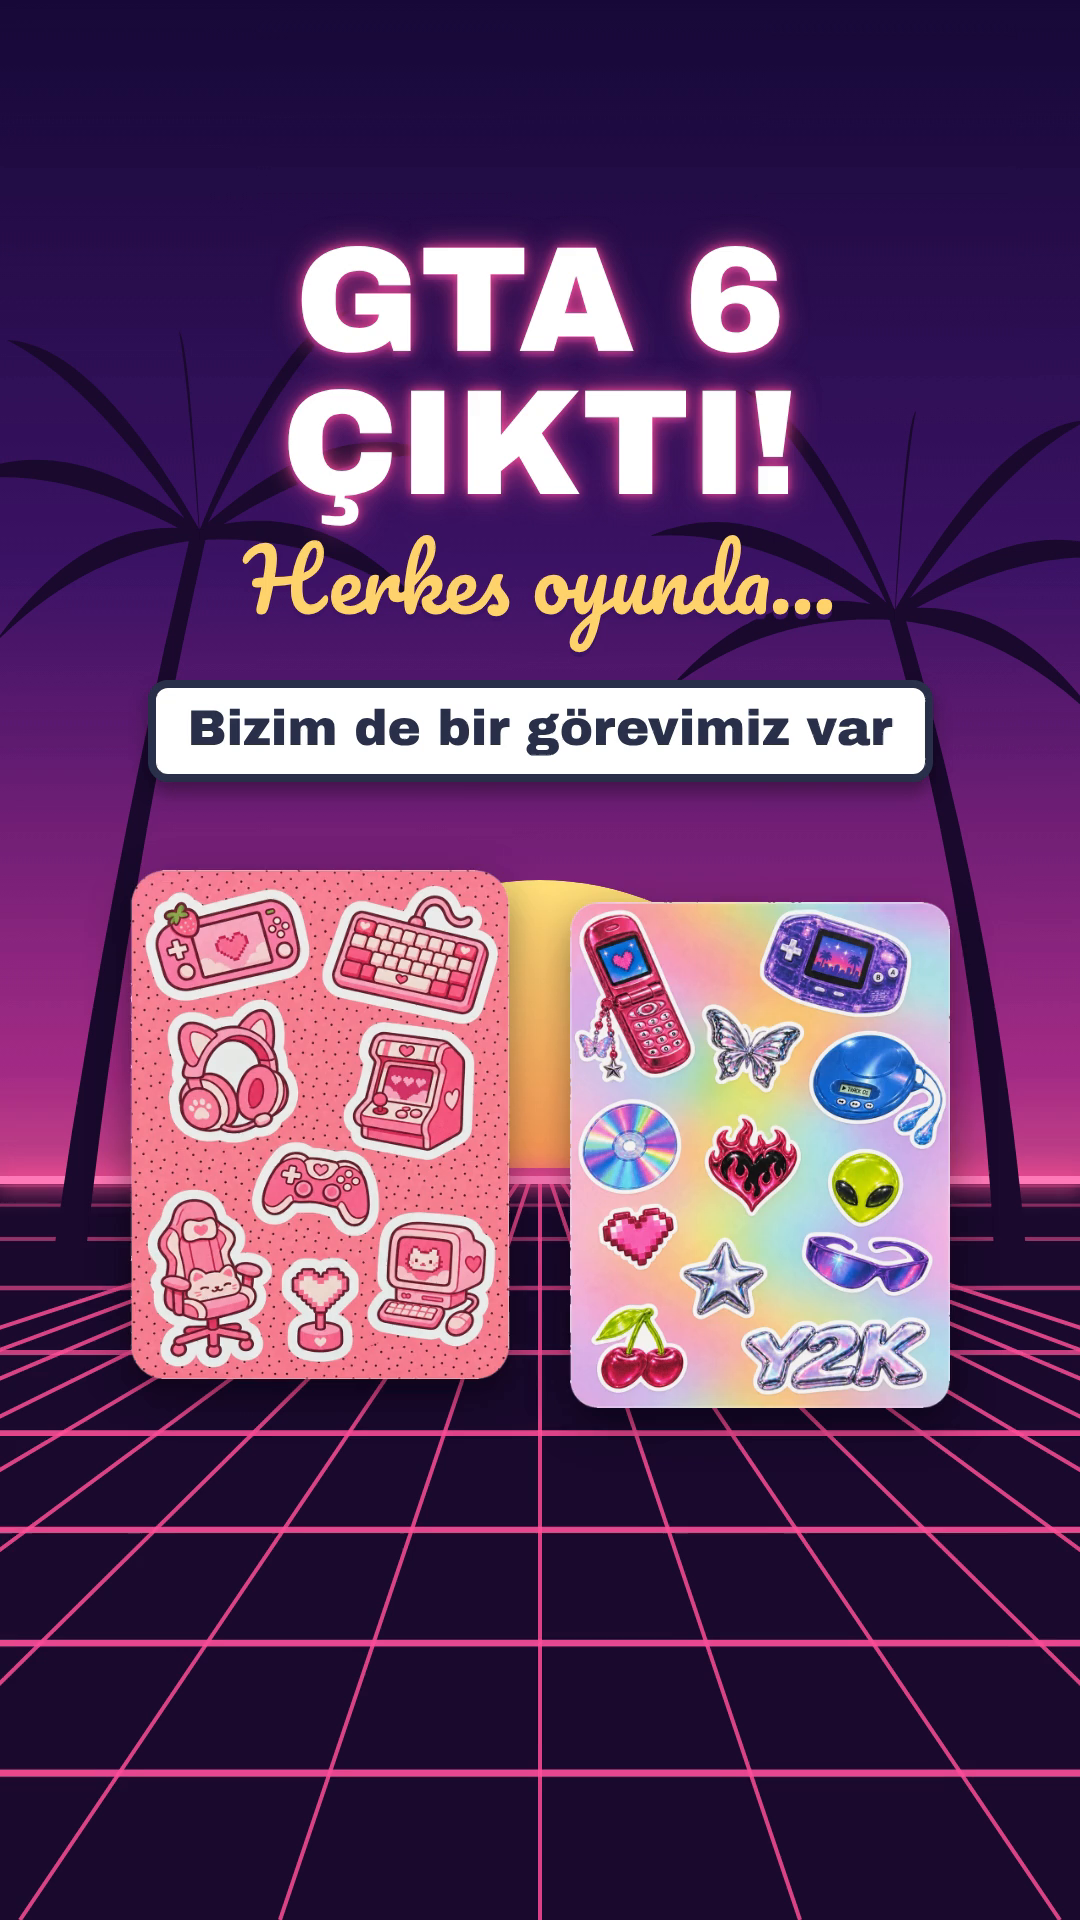 GTA 6
ÇIKTI!
Herkes oyunda...
Bizim de bir görevimiz var
Y2K